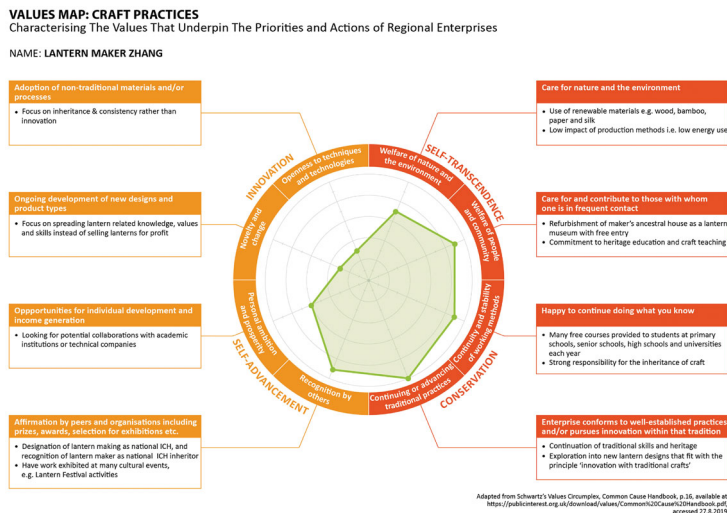 VALUES MAP: CRAFT PRACTICES
Characterising The Values That Underpin The Priorities and Actions of Regional Enterprises
NAME: LANTERN MAKER ZHANG
Adoption of non-traditional materials and/or
processes
• Focus on inheritance & consistency rather than
innovation
Ongoing development of new designs and
product types
• Focus on spreading lantern related knowledge, values
and skills instead of selling lanterns for profit
Oppportunities for individual development and
income generation
• Looking for potential collaborations with academic
institutions or technical companies
Affirmation by peers and organisations including
prizes, awards, selection for exhibitions etc.
• Designation of lantern making as national ICH, and
recognition of lantern maker as national ICH inheritor
• Have work exhibited at many cultural events,
e.g. Lantern Festival activities
INNOVATION
Openness to techniques
and technologies
Novelty and
change
Personal ambition
and prosperity
SELF-ADVANCEMENT
Recognition by
others
Welfare of nature and
the environment
SELF-TRANSCENDENCE
Welfare of people
and community
Continuity and stability
of working methods
CONSERVATION
Continuing or advancing
traditional practices
Care for nature and the environment
• Use of renewable materials e.g. wood, bamboo,
paper and silk
• Low impact of production methods i.e. low energy use
Care for and contribute to those with whom
one is in frequent contact
• Refurbishment of maker's ancestral house as a lantern
museum with free entry
• Commitment to heritage education and craft teaching
Happy to continue doing what you know
• Many free courses provided to students at primary
schools, senior schools, high schools and universities
each year
• Strong responsibility for the inheritance of craft
Enterprise conforms to well-established practices
and/or pursues innovation within that tradition
• Continuation of traditional skills and heritage
• Exploration into new lantern designs that fit with the
principle 'innovation with traditional crafts'
Adapted from Schwartz's Values Circumplex, Common Cause Handbook, p.16, available at
https://publicinterest.org.uk/download/values/Common%20Cause%20Handbook.pdf,
accessed 27.8.2019